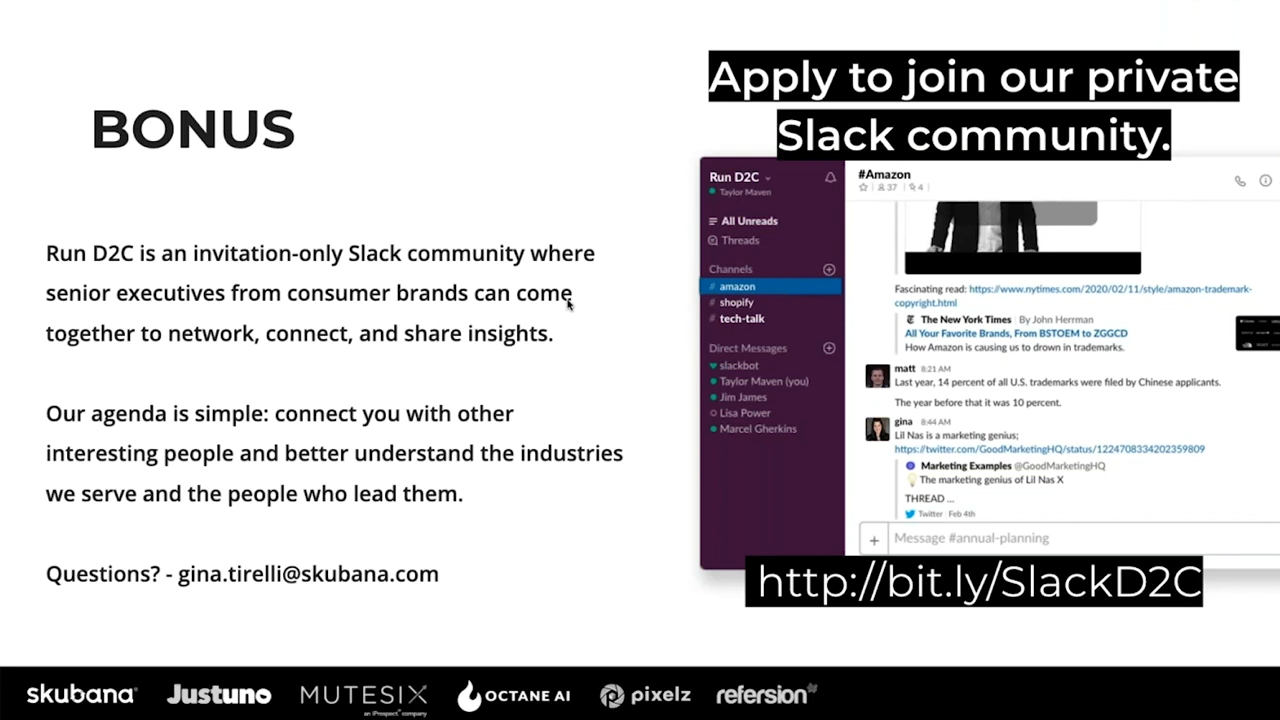 BONUS
Run D2C is an invitation-only Slack community where
senior executives from consumer brands can come
together to network, connect, and share insights.
Our agenda is simple: connect you with other
interesting people and better understand the industries
we serve and the people who lead them.
Questions? - gina.tirelli@skubana.com
Apply to join our private
Slack community.
Run D2C
Taylor Maven
All Unreads
Threads
Channels
# amazon
# shopify
# tech-talk
Direct Messages
slackbot
Taylor Maven (you)
Jim James
Lisa Power
Marcel Gherkins
#Amazon
37 | 4 |
Fascinating read: https://www.nytimes.com/2020/02/11/style/amazon-trademark-
copyright.html
The New York Times | By John Herrman
All Your Favorite Brands, From BSTOEM to ZGGCD
How Amazon is causing us to drown in trademarks.
matt 8:21 AM
Last year, 14 percent of all U.S. trademarks were filed by Chinese applicants.
The year before that it was 10 percent.
gina 8:44 AM
Lil Nas is a marketing genius;
https://twitter.com/GoodMarketingHQ/status/1224708334202359809
Marketing Examples @GoodMarketingHQ
The marketing genius of Lil Nas X
THREAD ...
Twitter | Feb 4th
+ Message #annual-planning
http://bit.ly/SlackD2C
skubana
Justuno
MUTESIX
an iProspect company
OCTANE AI
pixelz
refersion